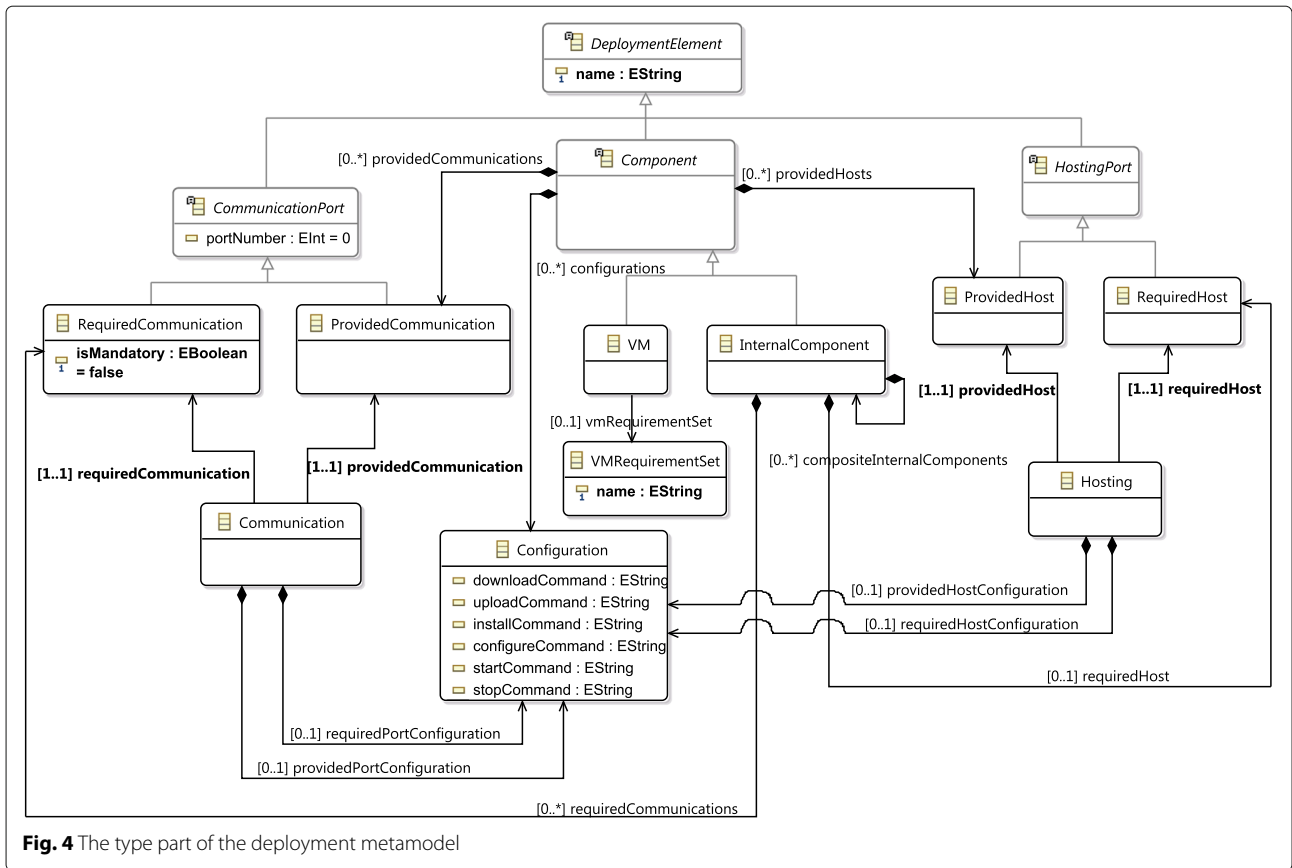 DeploymentElement
1 name : EString
[0..*] providedCommunications
Component
[0..*] providedHosts
HostingPort
CommunicationPort
portNumber : EInt = 0
[0..*] configurations
RequiredCommunication
1 isMandatory : EBoolean
= false
ProvidedCommunication
VM
InternalComponent
ProvidedHost
RequiredHost
[1..1] providedHost
[1..1] requiredHost
[0..1] vmRequirementSet
VMRequirementSet
1 name : EString
[0..*] compositeInternalComponents
[1..1] requiredCommunication
[1..1] providedCommunication
Hosting
Communication
Configuration
downloadCommand : EString
uploadCommand : EString
installCommand : EString
configureCommand : EString
startCommand : EString
stopCommand : EString
[0..1] providedHostConfiguration
[0..1] requiredHostConfiguration
[0..1] requiredHost
[0..1] requiredPortConfiguration
[0..1] providedPortConfiguration
[0..*] requiredCommunications
Fig. 4 The type part of the deployment metamodel